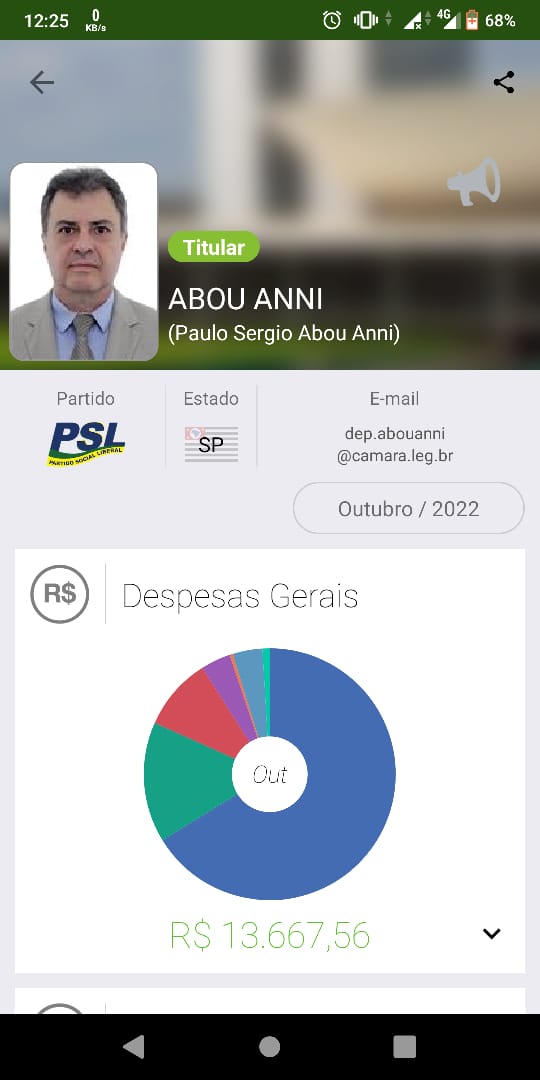 12:25 0 KB/s 4G 68%
Titular
ABOU ANNI
(Paulo Sergio Abou Anni)
Partido Estado E-mail
PSL
PARTIDO SOCIAL LIBERAL
SP
dep.abouanni
@camara.leg.br
Outubro / 2022
R$ Despesas Gerais
Out
R$ 13.667,56